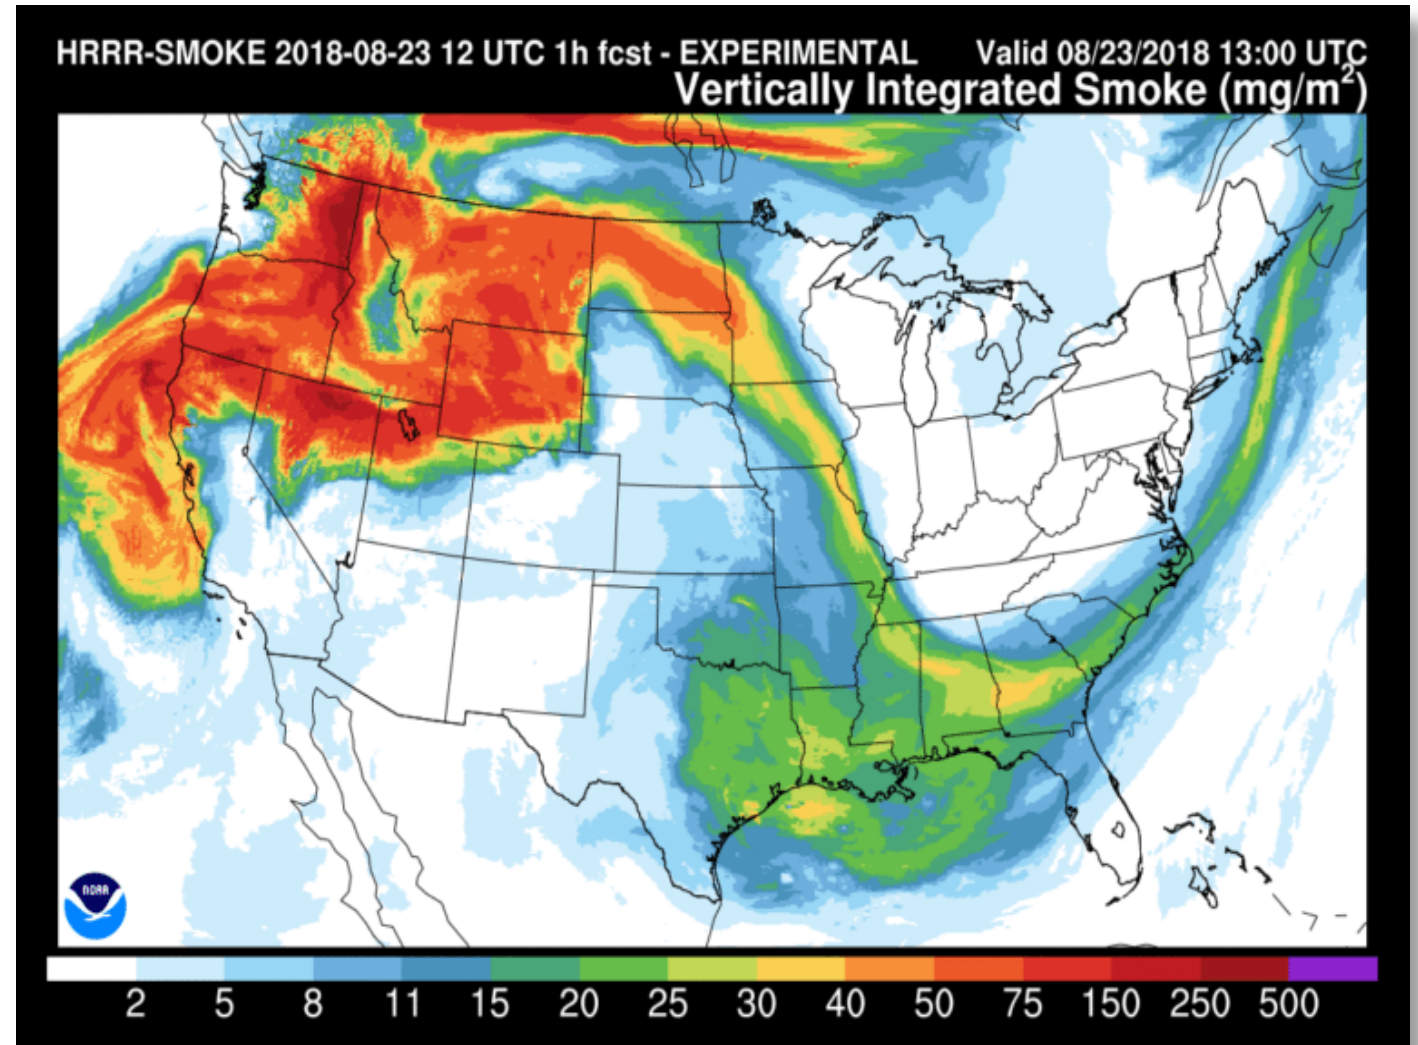 HRRR-SMOKE 2018-08-23 12 UTC 1h fcst - EXPERIMENTAL Valid 08/23/2018 13:00 UTC
Vertically Integrated Smoke (mg/m²)
NOAA
2 5 8 11 15 20 25 30 40 50 75 150 250 500